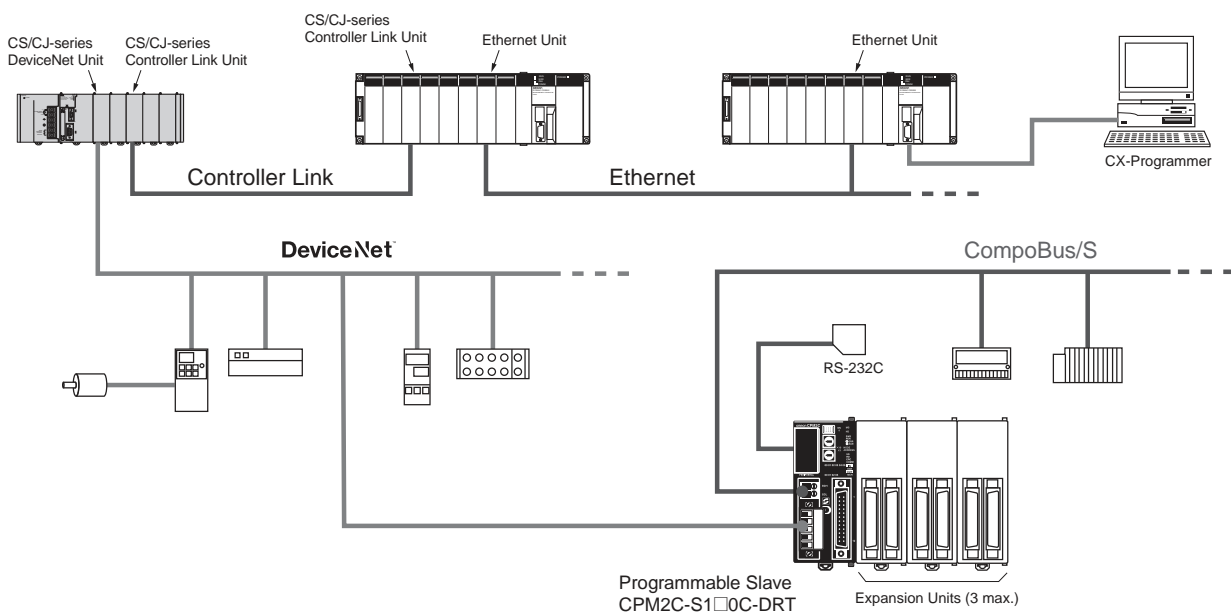 CS/CJ-series
Controller Link Unit
Ethernet Unit
Ethernet Unit
CS/CJ-series
DeviceNet Unit
CS/CJ-series
Controller Link Unit
CX-Programmer
Controller Link
Ethernet
DeviceNet
CompoBus/S
RS-232C
Programmable Slave
CPM2C-S1□0C-DRT
Expansion Units (3 max.)